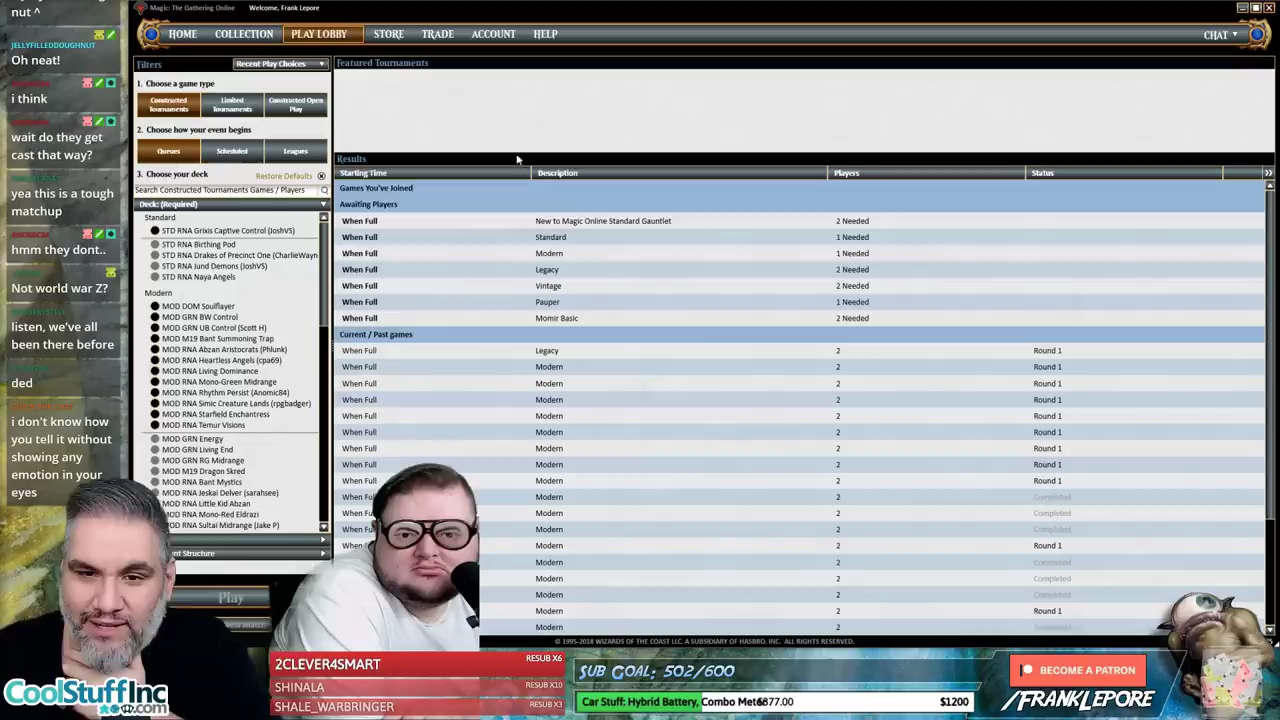 nut ^
JELLYFILLEDDOUGHNUT
Oh neat!
i think
wait do they get
cast that way?
yea this is a tough
matchup
hmm they dont..
Not world war Z?
listen, we've all
been there before
ded
i don't know how
you tell it without
showing any
emotion in your
eyes
Magic: The Gathering Online
Welcome, Frank Lepore
HOME
COLLECTION
PLAY LOBBY
STORE
TRADE
ACCOUNT
HELP
CHAT
Filters
Recent Play Choices
1. Choose a game type
Constructed Tournaments
Limited Tournaments
Constructed Open Play
2. Choose how your event begins
Queues
Scheduled
Leagues
3. Choose your deck
Restore Defaults
Search Constructed Tournaments Games / Players
Deck: (Required)
Standard
STD RNA Grixis Captive Control (JoshVS)
STD RNA Birthing Pod
STD RNA Drakes of Precinct One (CharlieWayn
STD RNA Jund Demons (JoshVS)
STD RNA Naya Angels
Modern
MOD DOM Soulflayer
MOD GRN BW Control
MOD GRN UB Control (Scott H)
MOD M19 Bant Summoning Trap
MOD RNA Abzan Aristocrats (Phlunk)
MOD RNA Heartless Angels (cpa69)
MOD RNA Living Dominance
MOD RNA Mono-Green Midrange
MOD RNA Rhythm Persist (Anomic84)
MOD RNA Simic Creature Lands (rpgbadger)
MOD RNA Starfield Enchantress
MOD RNA Temur Visions
MOD GRN Energy
MOD GRN Living End
MOD GRN RG Midrange
MOD M19 Dragon Skred
MOD RNA Bant Mystics
MOD RNA Jeskai Delver (sarahsee)
MOD RNA Little Kid Abzan
MOD RNA Mono-Red Eldrazi
MOD RNA Sultai Midrange (Jake P)
ent Structure
Play
Featured Tournaments
Results
Starting Time Description Players Status
Games You've Joined
Awaiting Players
When Full New to Magic Online Standard Gauntlet 2 Needed
When Full Standard 1 Needed
When Full Modern 1 Needed
When Full Legacy 2 Needed
When Full Vintage 2 Needed
When Full Pauper 1 Needed
When Full Momir Basic 2 Needed
Current / Past games
When Full Legacy 2 Round 1
When Full Modern 2 Round 1
When Full Modern 2 Round 1
When Full Modern 2 Round 1
When Full Modern 2 Round 1
When Full Modern 2 Round 1
When Full Modern 2 Round 1
When Full Modern 2 Round 1
When Full Modern 2 Round 1
When Ful Modern 2 Completed
When Fu Modern 2 Completed
When Fu Modern 2 Completed
When Fu Modern 2 Round 1
Modern 2 Completed
Modern 2 Completed
Modern 2 Completed
Modern 2 Round 1
Modern 2 Completed
© 1995-2018 WIZARDS OF THE COAST LLC, A SUBSIDIARY OF HASBRO, INC. ALL RIGHTS RESERVED.
2CLEVER4SMART RESUB X6
SHINALA RESUB X10
SHALE_WARBRINGER RESUB X3
SUB GOAL: 502/600
Car Stuff: Hybrid Battery, Combo Meter $1200
BECOME A PATRON
FRANKLEPORE
CoolStuffInc
.com